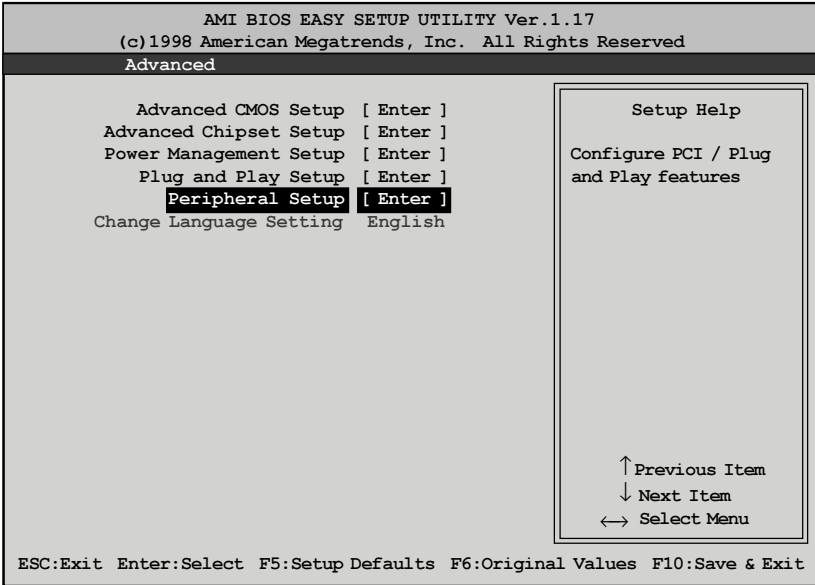 AMI BIOS EASY SETUP UTILITY Ver.1.17
(c)1998 American Megatrends, Inc. All Rights Reserved
Advanced
Advanced CMOS Setup [ Enter ]
Advanced Chipset Setup [ Enter ]
Power Management Setup [ Enter ]
Plug and Play Setup [ Enter ]
Peripheral Setup [ Enter ]
Change Language Setting English
Setup Help
Configure PCI / Plug
and Play features
↑ Previous Item
↓ Next Item
←→ Select Menu
ESC:Exit Enter:Select F5:Setup Defaults F6:Original Values F10:Save & Exit